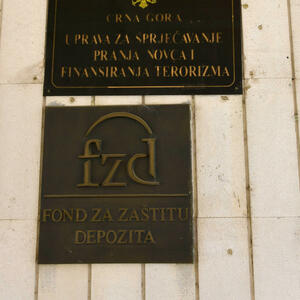 CRNA GORA
UPRAVA ZA SPRJEČAVANJE
PRANJA NOVCA I
FINANSIRANJA TERORIZMA
fzd
FOND ZA ZAŠTITU
DEPOZITA